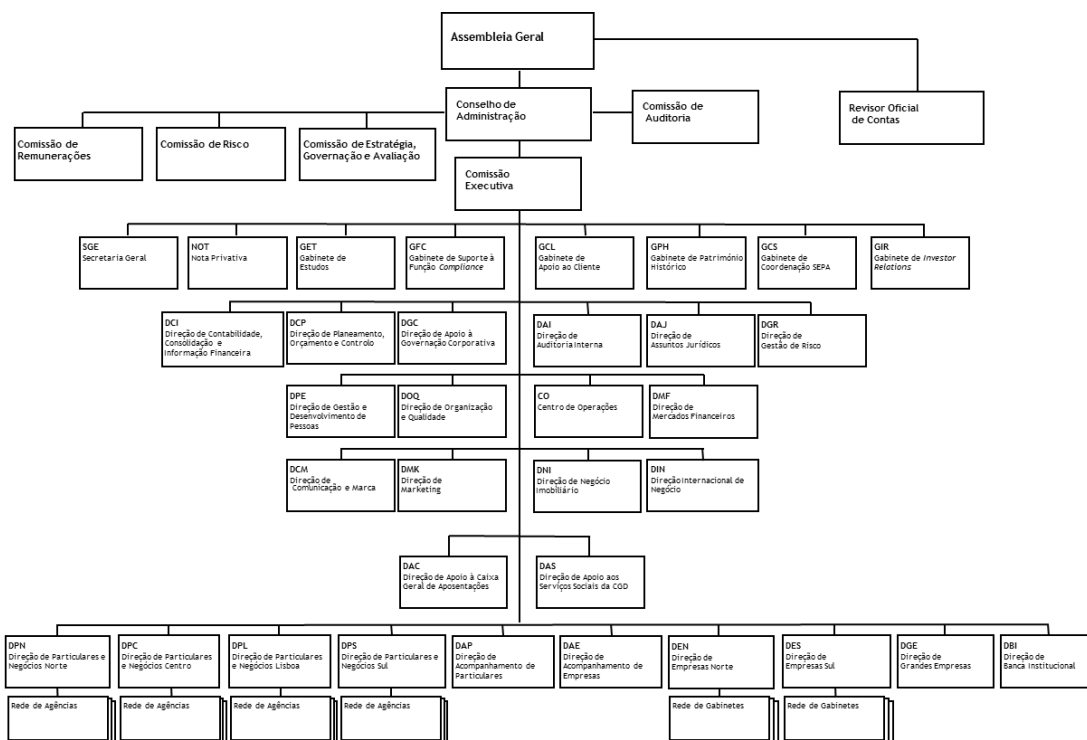 Assembleia Geral
Conselho de
Administração
Comissão de
Auditoria
Revisor Oficial
de Contas
Comissão de
Remunerações
Comissão de Risco
Comissão de Estratégia,
Governação e Avaliação
Comissão
Executiva
SGE
Secretaria Geral
NOT
Nota Privativa
GET
Gabinete de
Estudos
GFC
Gabinete de Suporte à
Função Compliance
GCL
Gabinete de
Apoio ao Cliente
GPH
Gabinete de Património
Histórico
GCS
Gabinete de
Coordenação SEPA
GIR
Gabinete de Investor
Relations
DCI
Direção de Contabilidade,
Consolidação e
Informação Financeira
DCP
Direção de Planeamento,
Orçamento e Controlo
DGC
Direção de Apoio à
Governação Corporativa
DAI
Direção de
Auditoria Interna
DAJ
Direção de
Assuntos Jurídicos
DGR
Direção de
Gestão de Risco
DPE
Direção de Gestão e
Desenvolvimento de
Pessoas
DOQ
Direção de Organização
e Qualidade
CO
Centro de Operações
DMF
Direção de
Mercados Financeiros
DCM
Direção de
Comunicação e Marca
DMK
Direção de
Marketing
DNI
Direção de Negócio
Imobiliário
DIN
Direção Internacional de
Negócio
DAC
Direção de Apoio à Caixa
Geral de Aposentações
DAS
Direção de Apoio aos
Serviços Sociais da CGD
DPN
Direção de Particulares e
Negócios Norte
DPC
Direção de Particulares
e Negócios Centro
DPL
Direção de Particulares
e Negócios Lisboa
DPS
Direção de Particulares e
Negócios Sul
DAP
Direção de
Acompanhamento de
Particulares
DAE
Direção de
Acompanhamento de
Empresas
DEN
Direção de
Empresas Norte
DES
Direção de
Empresas Sul
DGE
Direção de
Grandes Empresas
DBI
Direção de
Banca Institucional
Rede de Agências
Rede de Agências
Rede de Agências
Rede de Agências
Rede de Gabinetes
Rede de Gabinetes